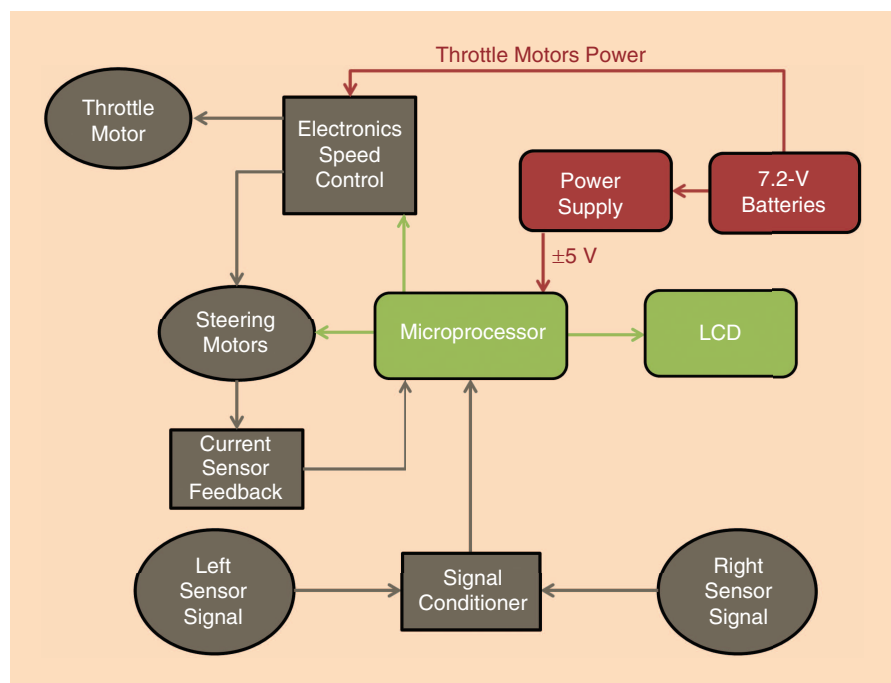 Throttle Motors Power
Throttle
Motor
Electronics
Speed
Control
Power
Supply
7.2-V
Batteries
±5 V
Steering
Motors
Microprocessor
LCD
Current
Sensor
Feedback
Left
Sensor
Signal
Signal
Conditioner
Right
Sensor
Signal